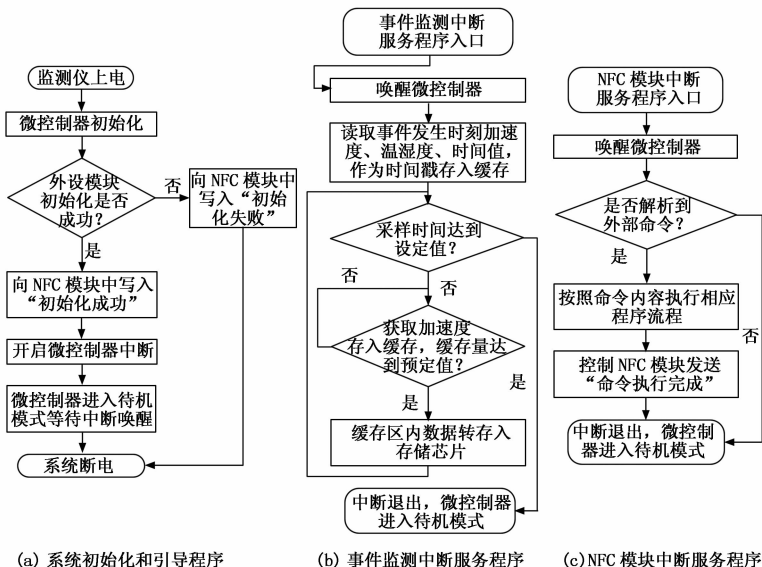 监测仪上电
微控制器初始化
外设模块
初始化是否
成功?
否
向 NFC 模块中
写入“初始
化失败”
是
向 NFC 模块中写入
“初始化成功”
开启微控制器中断
微控制器进入待机
模式等待中断唤醒
系统断电
(a) 系统初始化和引导程序
事件监测中断
服务程序入口
唤醒微控制器
读取事件发生时刻加速
度、温湿度、时间值,
作为时间戳存入缓存
采样时间达到
设定值?
否
否
获取加速度
存入缓存，缓存量达
到预定值?
是
是
缓存区内数据转存入
存储芯片
中断退出，微控制器
进入待机模式
(b) 事件监测中断服务程序
NFC 模块中断
服务程序入口
唤醒微控制器
是否解析到
外部命令?
是
按照命令内容执行相应
程序流程
否
控制 NFC 模块发送
“命令执行完成”
中断退出，微控制
器进入待机模式
(c) NFC 模块中断服务程序